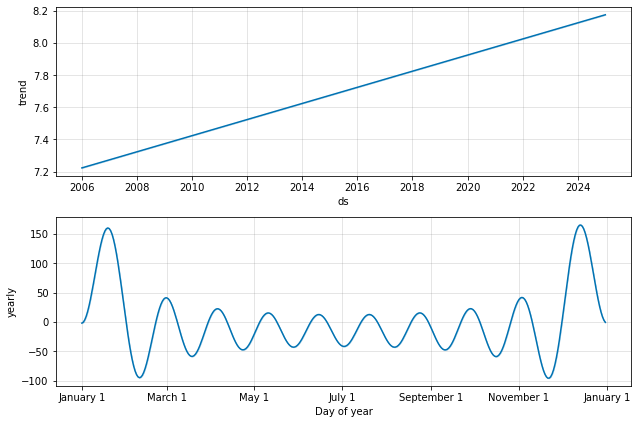 8.2
8.0
7.8
7.6
7.4
7.2
trend
2006 2008 2010 2012 2014 2016 2018 2020 2022 2024
ds
150
100
50
0
−50
−100
yearly
January 1 March 1 May 1 July 1 September 1 November 1 January 1
Day of year